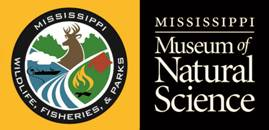 MISSISSIPPI
WILDLIFE, FISHERIES, & PARKS
MISSISSIPPI
Museum of
Natural
Science